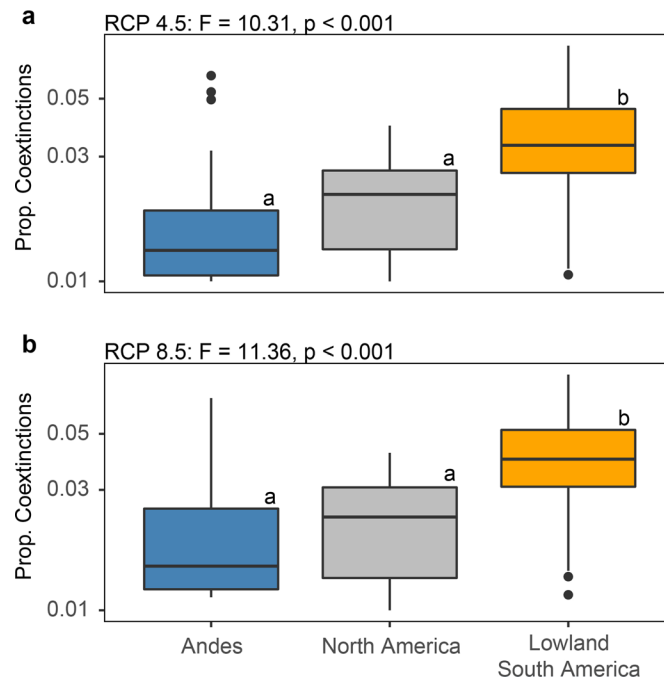 a
RCP 4.5: F = 10.31, p < 0.001
Prop. Coextinctions
0.05
0.03
0.01
a
a
b
b
RCP 8.5: F = 11.36, p < 0.001
Prop. Coextinctions
0.05
0.03
0.01
a
a
b
Andes
North America
Lowland
South America